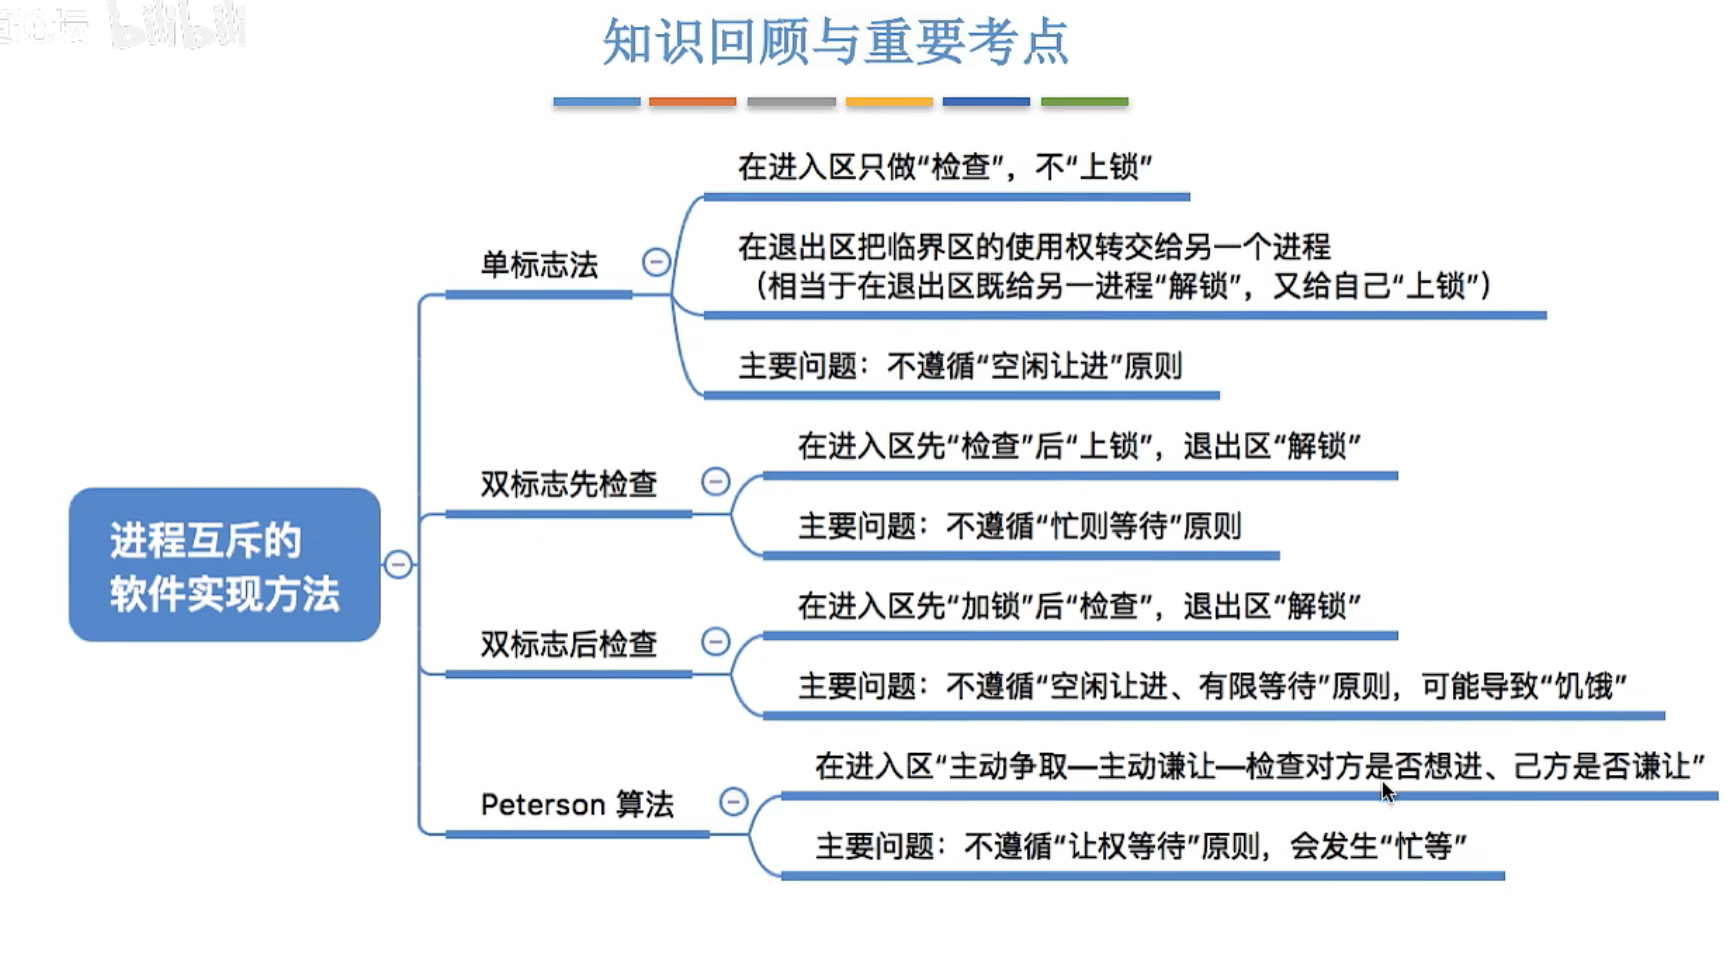 道论坛 bilibili
知识回顾与重要考点
在进入区只做“检查”，不“上锁”
在退出区把临界区的使用权转交给另一个进程
（相当于在退出区既给另一进程“解锁”，又给自己“上锁”）
单标志法
主要问题：不遵循“空闲让进”原则
在进入区先“检查”后“上锁”，退出区“解锁”
双标志先检查
主要问题：不遵循“忙则等待”原则
进程互斥的
软件实现方法
在进入区先“加锁”后“检查”，退出区“解锁”
双标志后检查
主要问题：不遵循“空闲让进、有限等待”原则，可能导致“饥饿”
在进入区“主动争取—主动谦让—检查对方是否想进、己方是否谦让”
Peterson 算法
主要问题：不遵循“让权等待”原则，会发生“忙等”